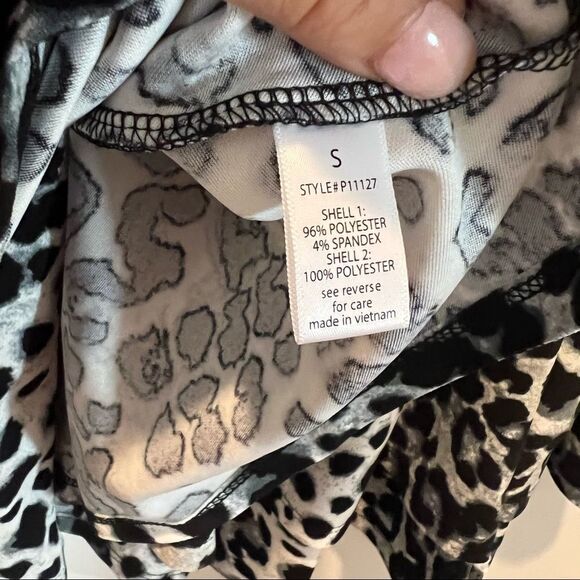 S
STYLE#P11127
SHELL 1:
96% POLYESTER
4% SPANDEX
SHELL 2:
100% POLYESTER
see reverse
for care
made in vietnam